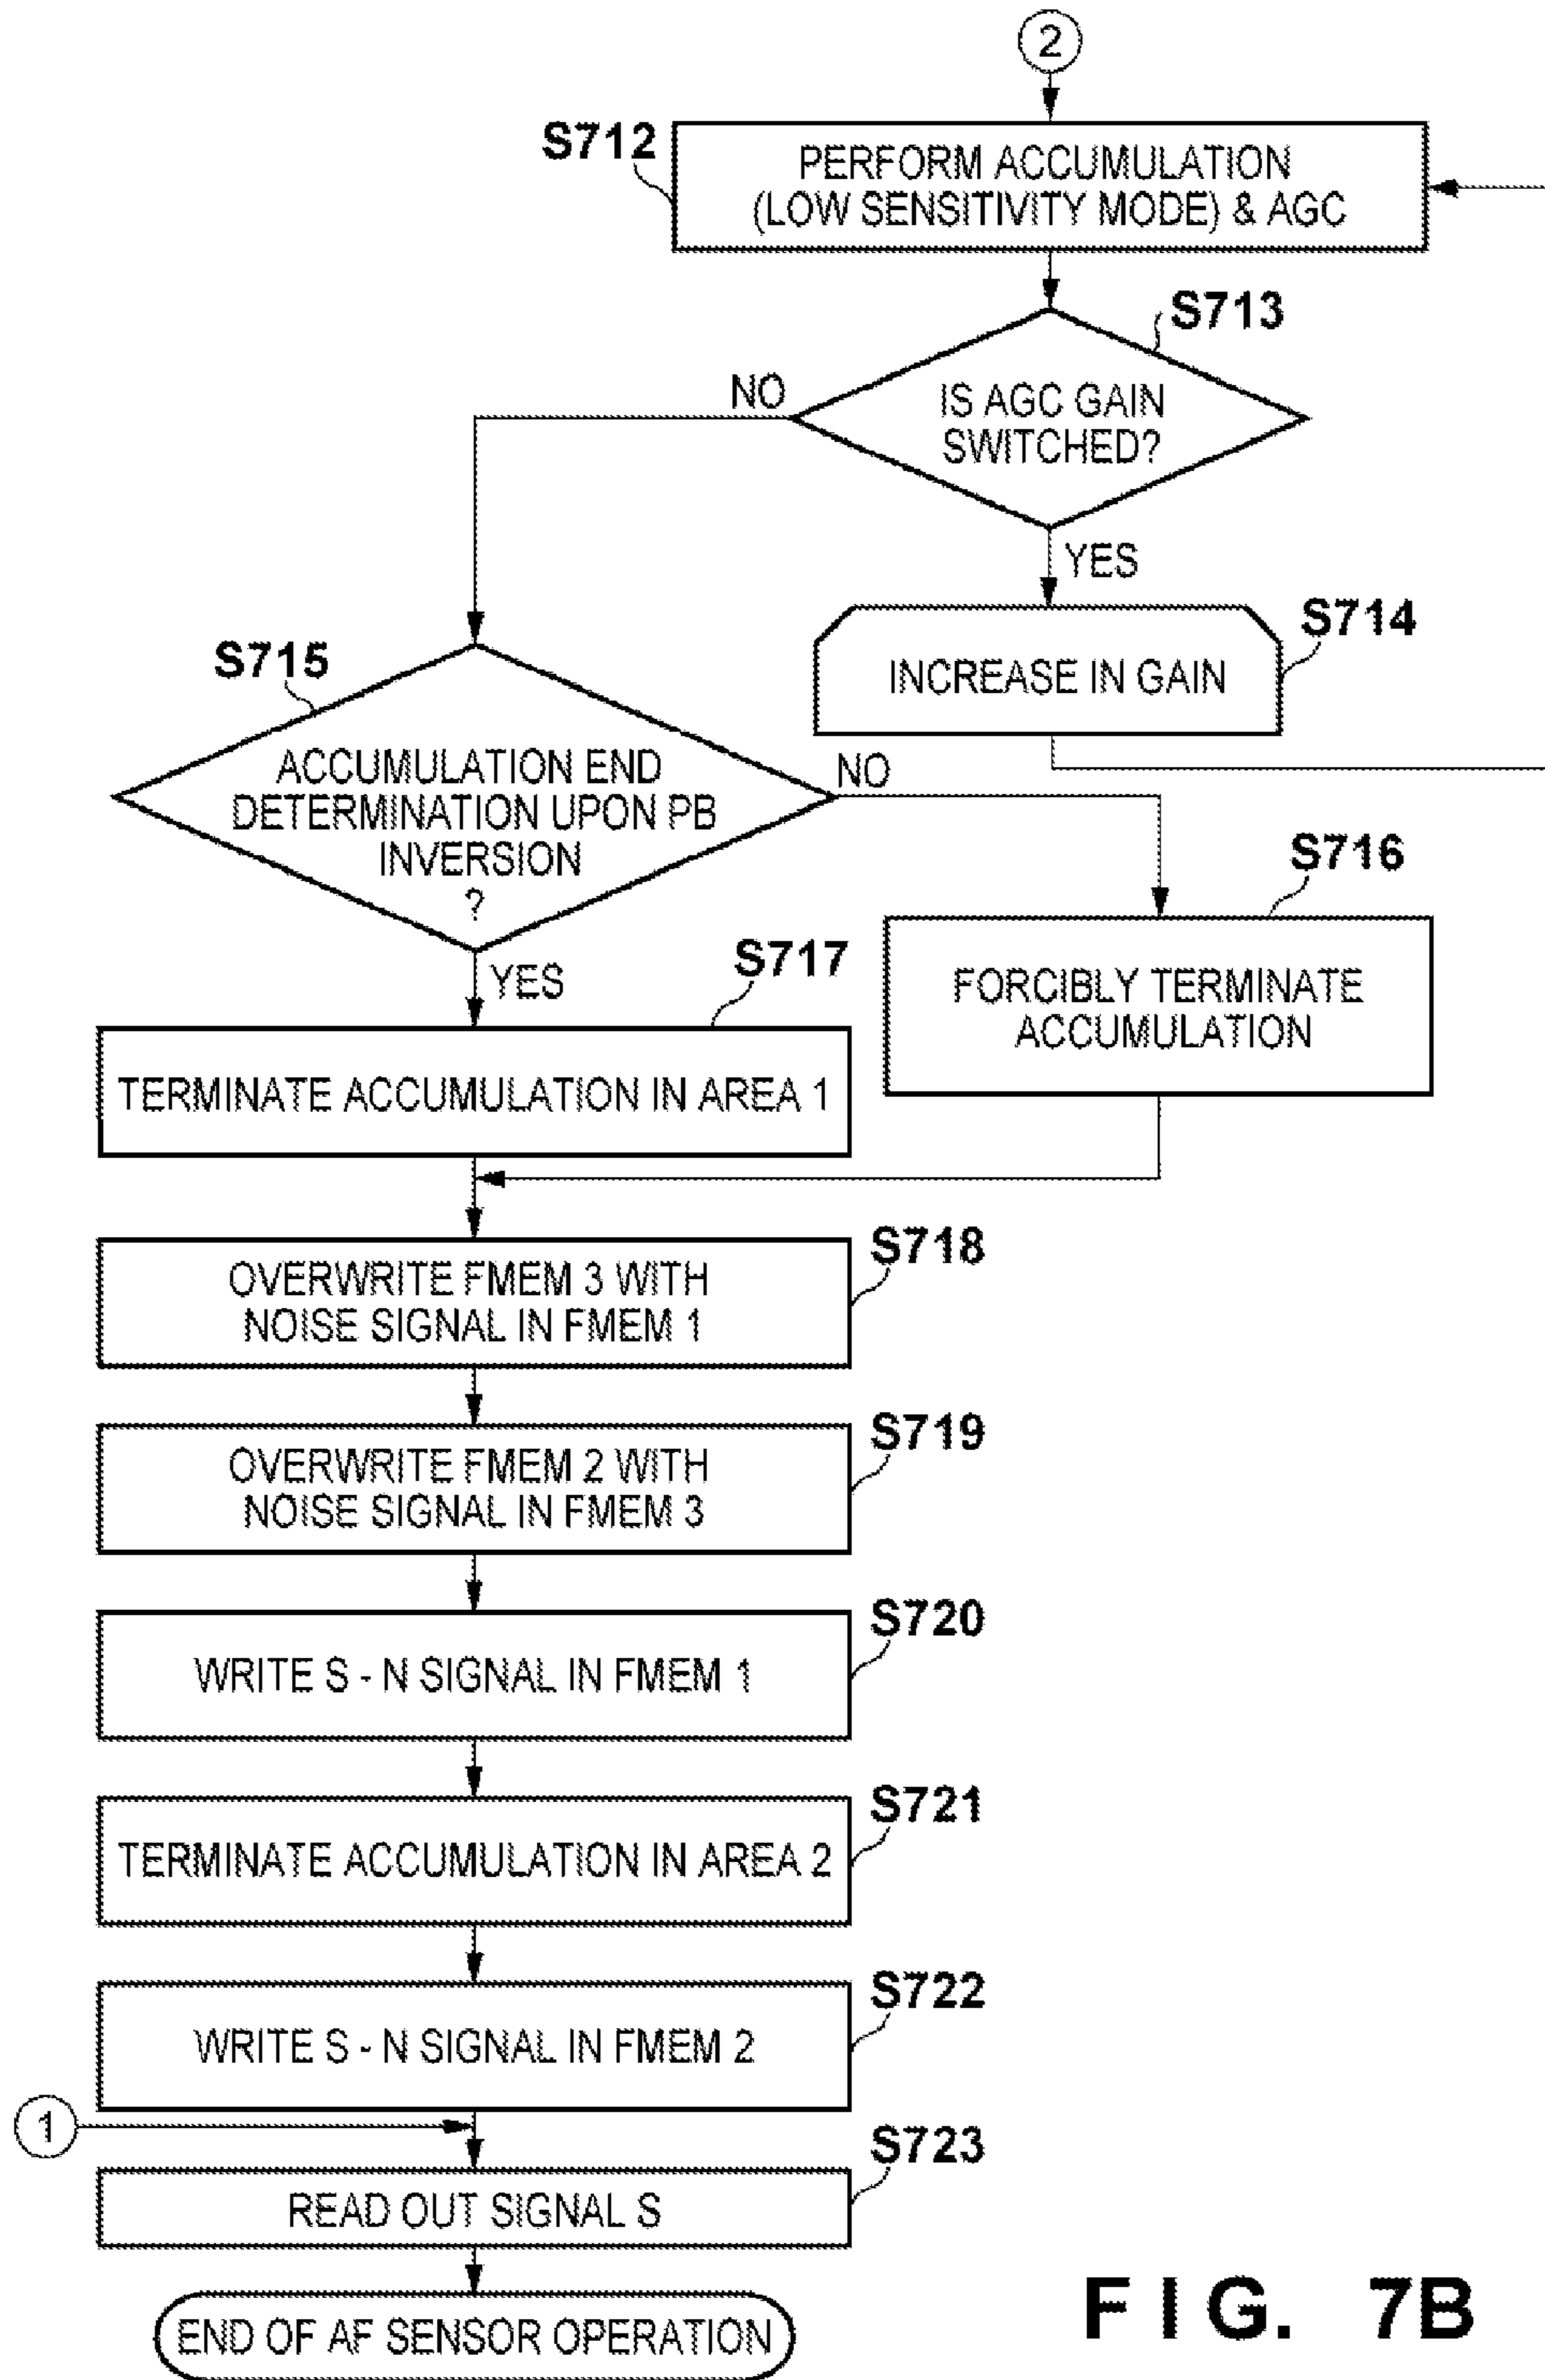 2
S712
PERFORM ACCUMULATION
(LOW SENSITIVITY MODE) & AGC
S713
NO
IS AGC GAIN
SWITCHED?
YES
S714
INCREASE IN GAIN
S715
ACCUMULATION END
DETERMINATION UPON PB
INVERSION
?
NO
S716
FORCIBLY TERMINATE
ACCUMULATION
YES
S717
TERMINATE ACCUMULATION IN AREA 1
S718
OVERWRITE FMEM 3 WITH
NOISE SIGNAL IN FMEM 1
S719
OVERWRITE FMEM 2 WITH
NOISE SIGNAL IN FMEM 3
S720
WRITE S - N SIGNAL IN FMEM 1
S721
TERMINATE ACCUMULATION IN AREA 2
S722
WRITE S - N SIGNAL IN FMEM 2
1
S723
READ OUT SIGNAL S
END OF AF SENSOR OPERATION
FIG. 7B